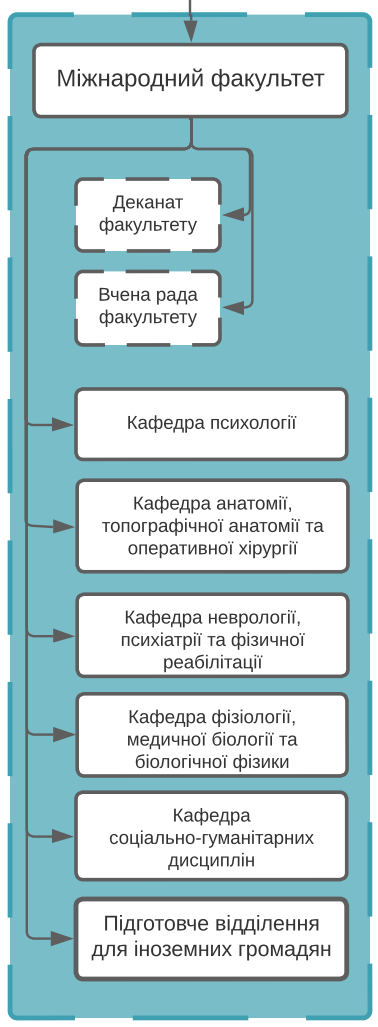 Міжнародний факультет
Деканат
факультету
Вчена рада
факультету
Кафедра психології
Кафедра анатомії,
топографічної анатомії та
оперативної хірургії
Кафедра неврології,
психіатрії та фізичної
реабілітації
Кафедра фізіології,
медичної біології та
біологічної фізики
Кафедра
соціально-гуманітарних
дисциплін
Підготовче відділення
для іноземних громадян